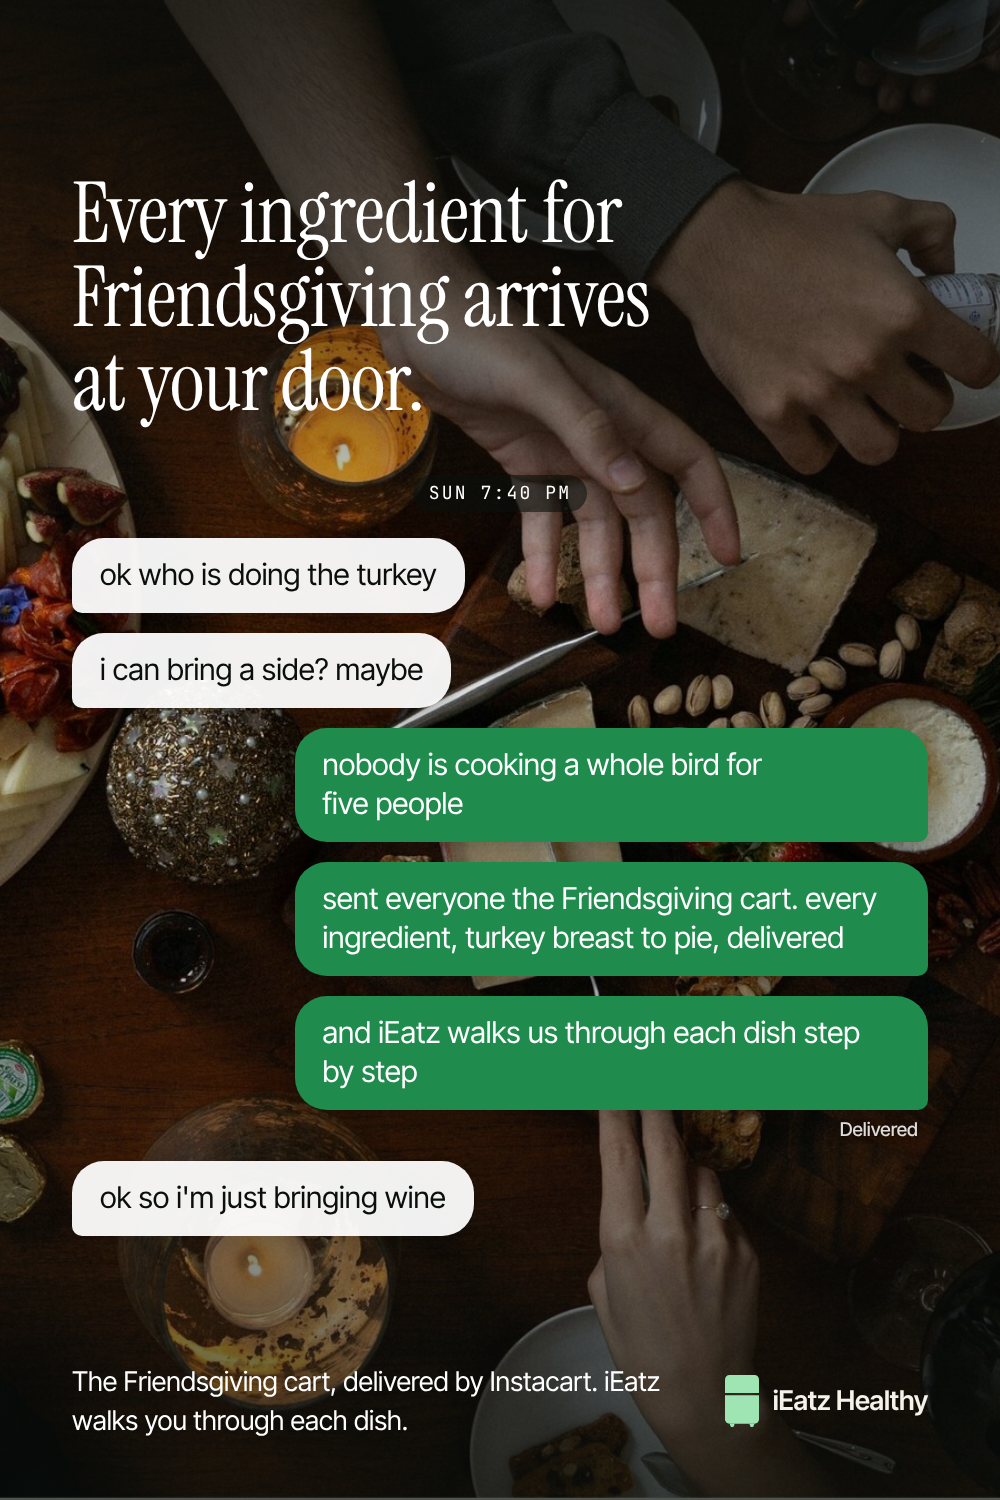 Every ingredient for
Friendsgiving arrives
at your door.
SUN 7:40 PM
ok who is doing the turkey
i can bring a side? maybe
nobody is cooking a whole bird for
five people
sent everyone the Friendsgiving cart. every
ingredient, turkey breast to pie, delivered
and iEatz walks us through each dish step
by step
Delivered
ok so i'm just bringing wine
The Friendsgiving cart, delivered by Instacart. iEatz
walks you through each dish.
iEatz Healthy